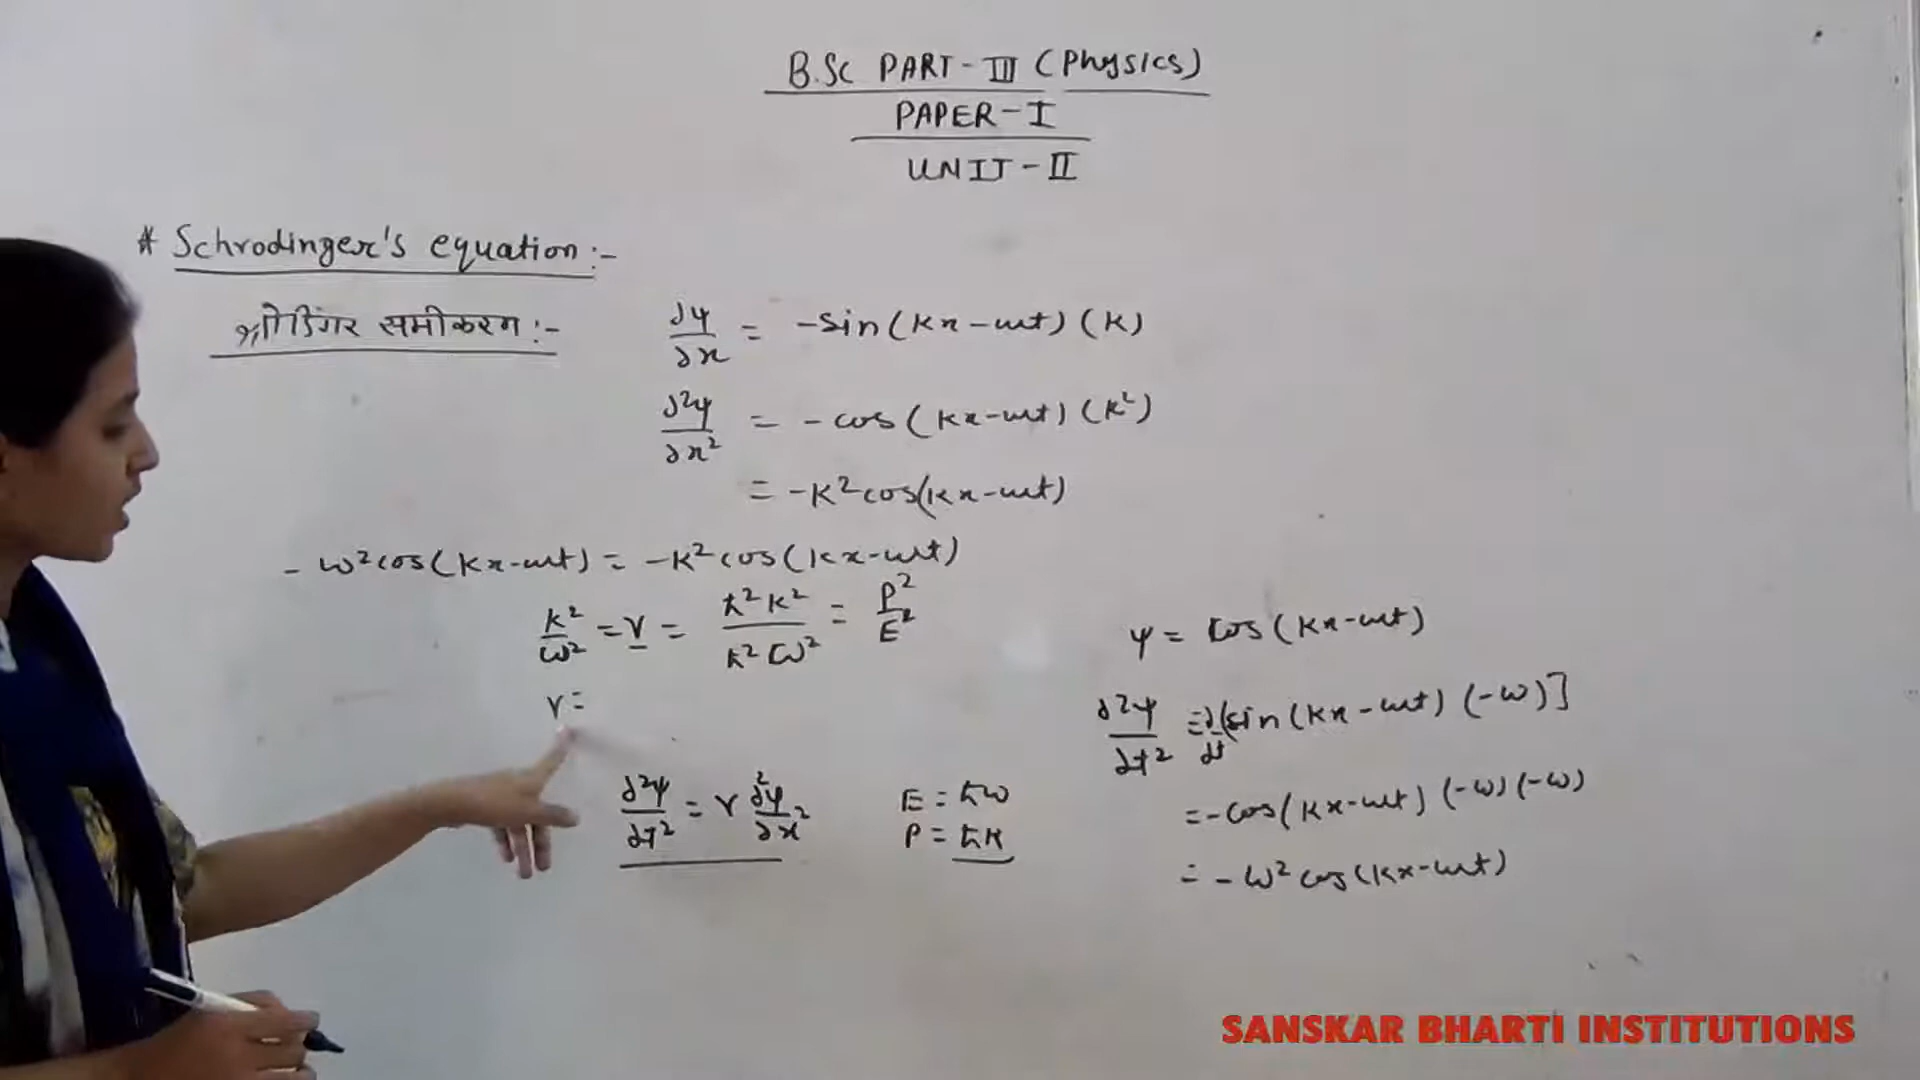 B.Sc PART-III (Physics)
PAPER-I
UNIT-II
* Schrodinger's equation:-
श्रोडिंगर समीकरण:-
∂ψ/∂x = -sin(kx-ωt)(k)
∂²ψ/∂x² = -cos(kx-ωt)(k²)
= -k²cos(kx-ωt)
-ω²cos(kx-ωt) = -k²cos(kx-ωt)
k²/ω² = γ = ħ²k²/ħ²ω² = P²/E²
γ =
∂²ψ/∂t² = γ ∂²ψ/∂x²
E = ħω
P = ħk
ψ = cos(kx-ωt)
∂²ψ/∂t² = ∂/∂t[sin(kx-ωt)(-ω)]
= -cos(kx-ωt)(-ω)(-ω)
= -ω²cos(kx-ωt)
SANSKAR BHARTI INSTITUTIONS